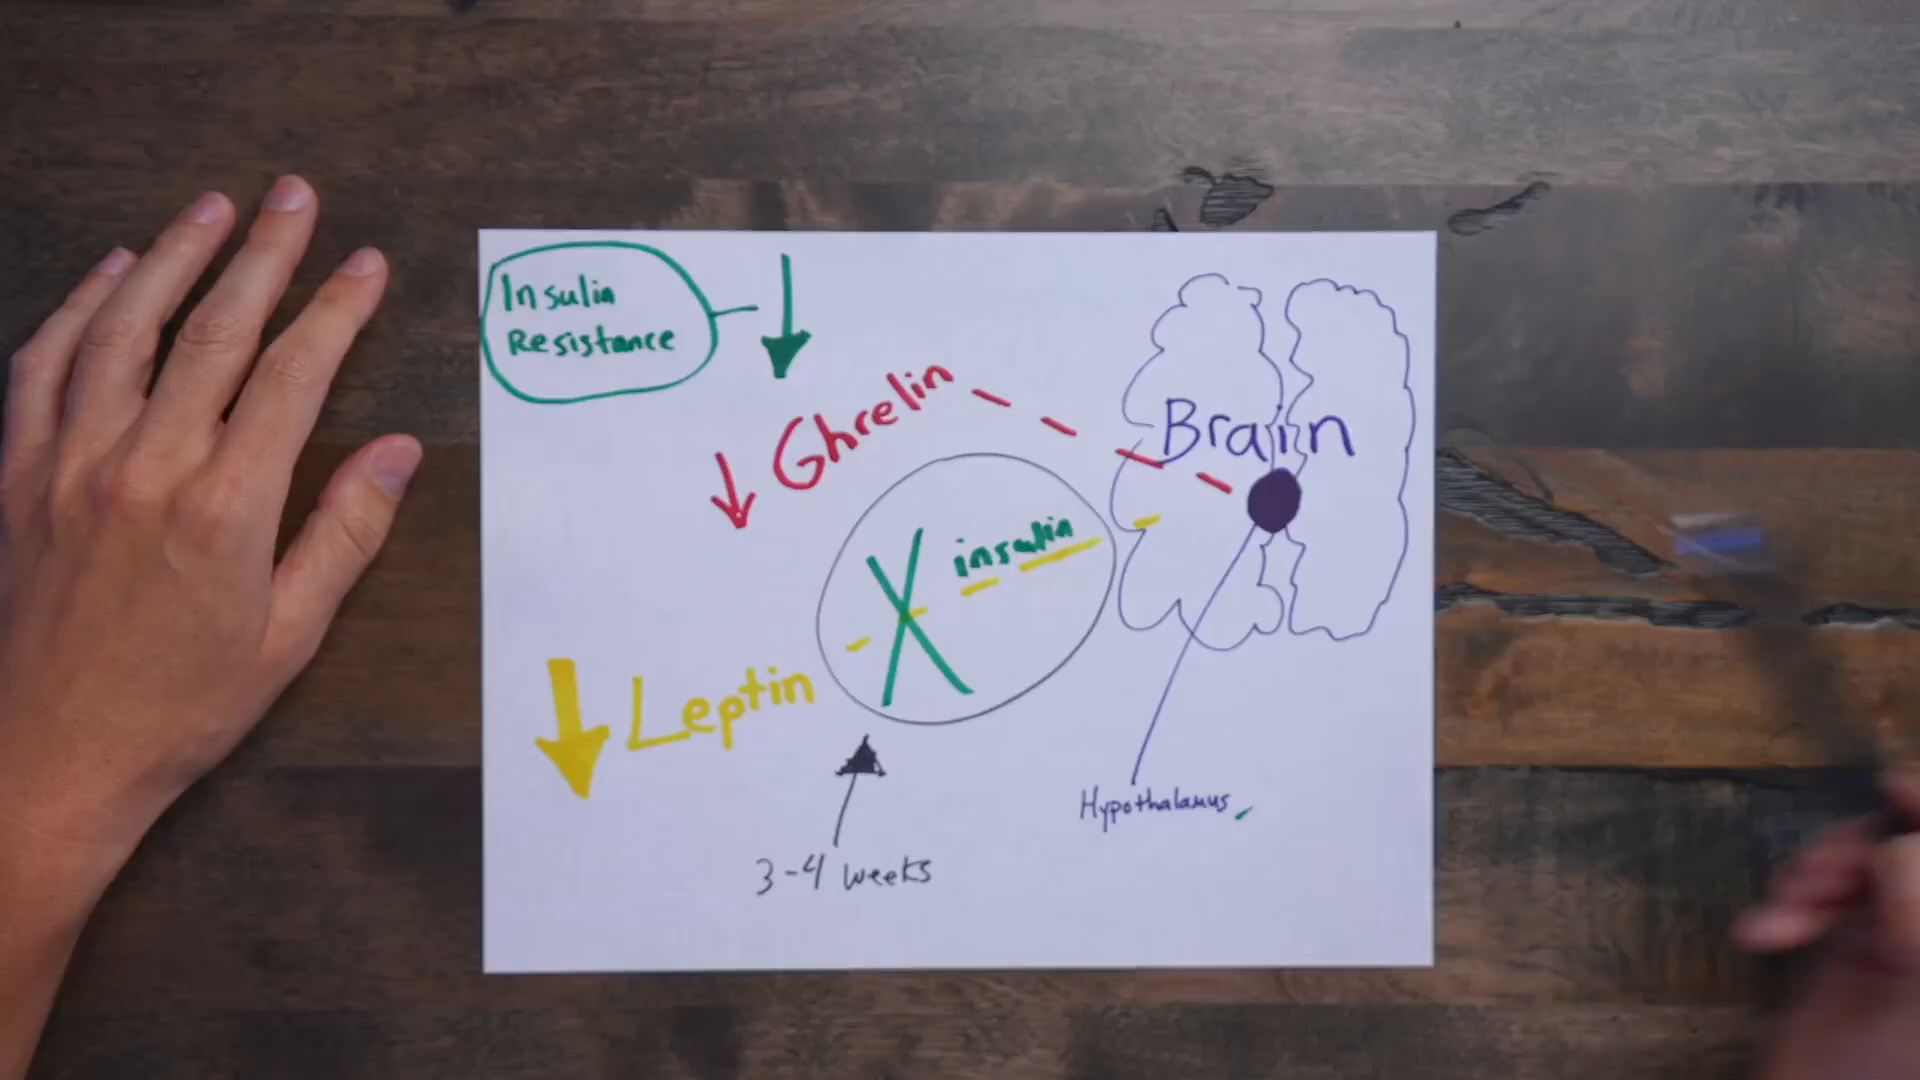 Insulin
Resistance
Ghrelin
Brain
insulin
Leptin
Hypothalamus
3-4 weeks